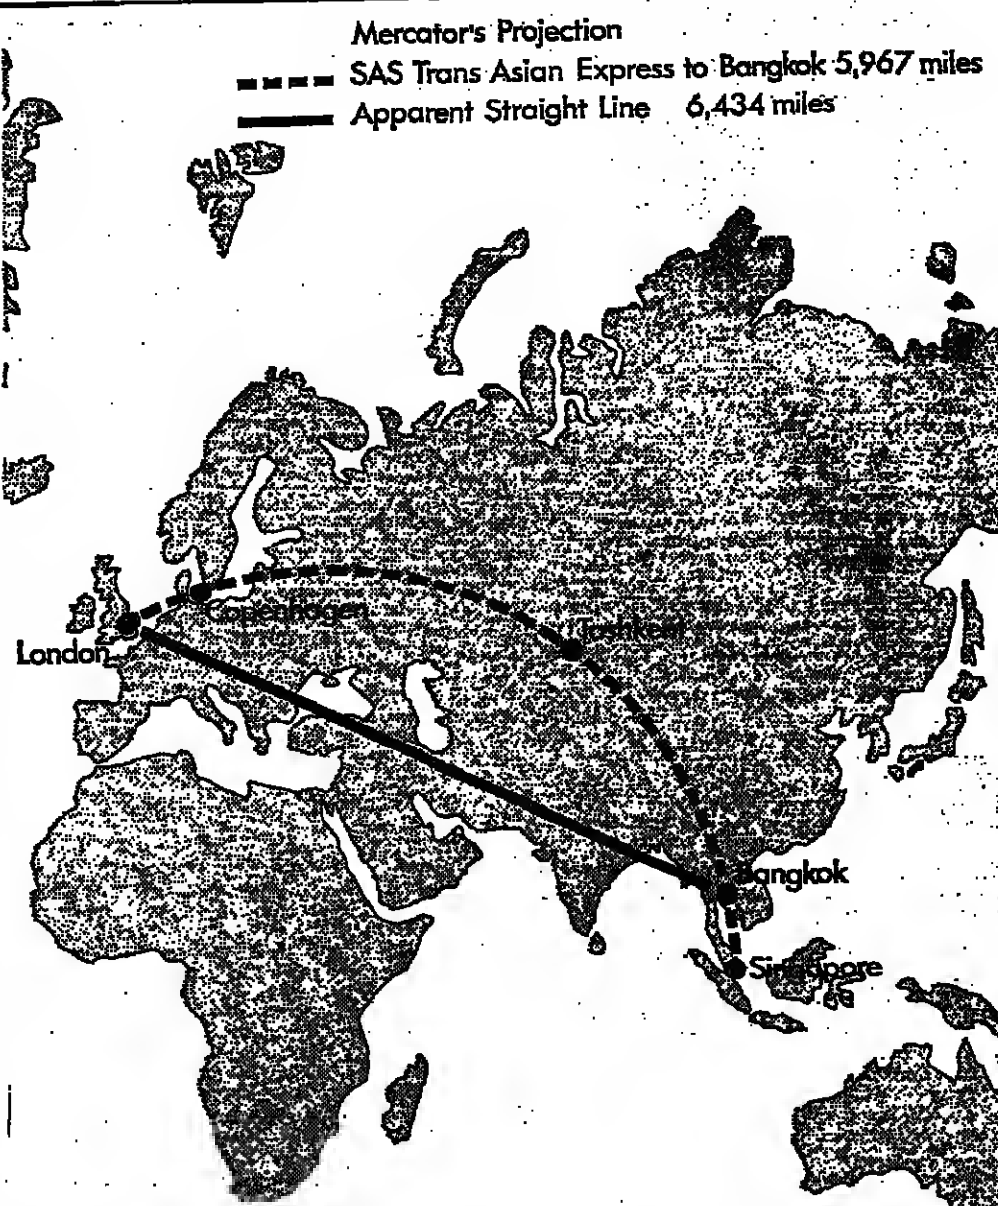 Mercator's Projection
SAS Trans Asian Express to Bangkok 5,967 miles
Apparent Straight Line 6,434 miles
Copenhagen
Tashkent
London
Bangkok
Singapore